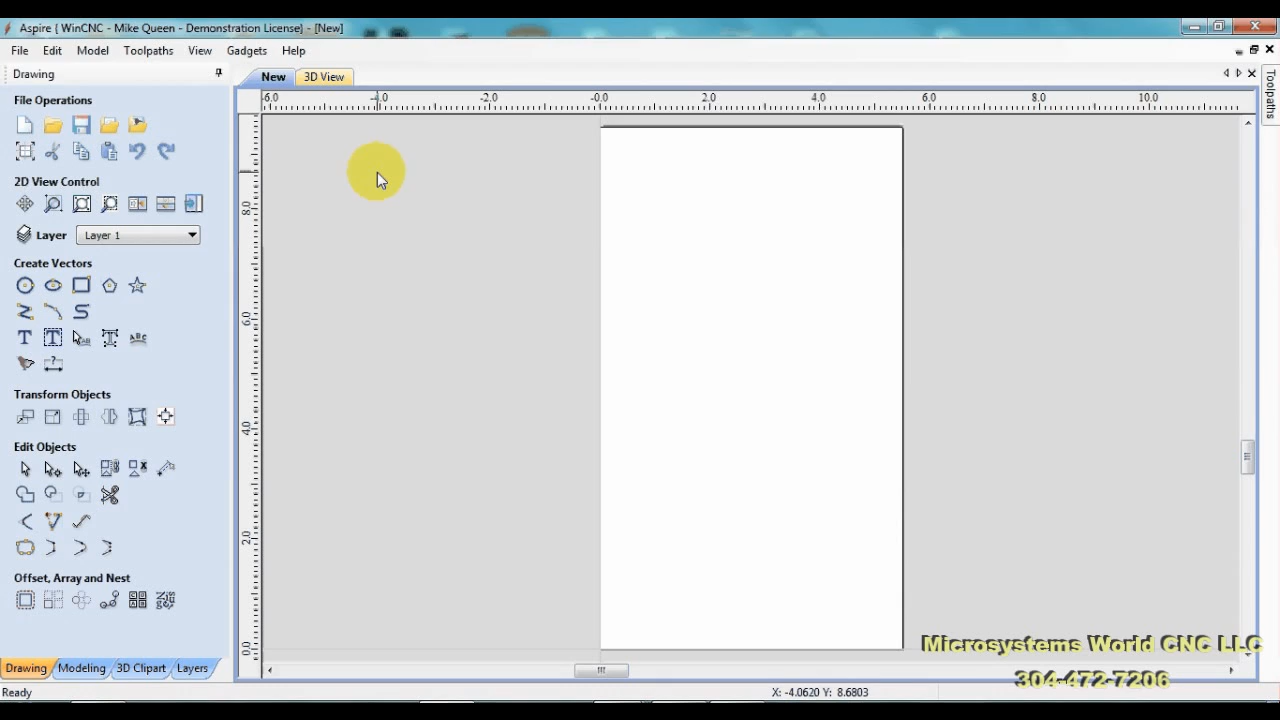 Aspire { WinCNC - Mike Queen - Demonstration License} - [New]
File Edit Model Toolpaths View Gadgets Help
Drawing
New 3D View
Toolpaths
-6.0 -4.0 -2.0 -0.0 2.0 4.0 6.0 8.0 10.0
8.0
6.0
4.0
2.0
0.0
File Operations
2D View Control
Layer Layer 1
Create Vectors
Transform Objects
Edit Objects
Offset, Array and Nest
Drawing Modeling 3D Clipart Layers
Microsystems World CNC LLC
304-472-7206
Ready
X: -4.0620 Y: 8.6803